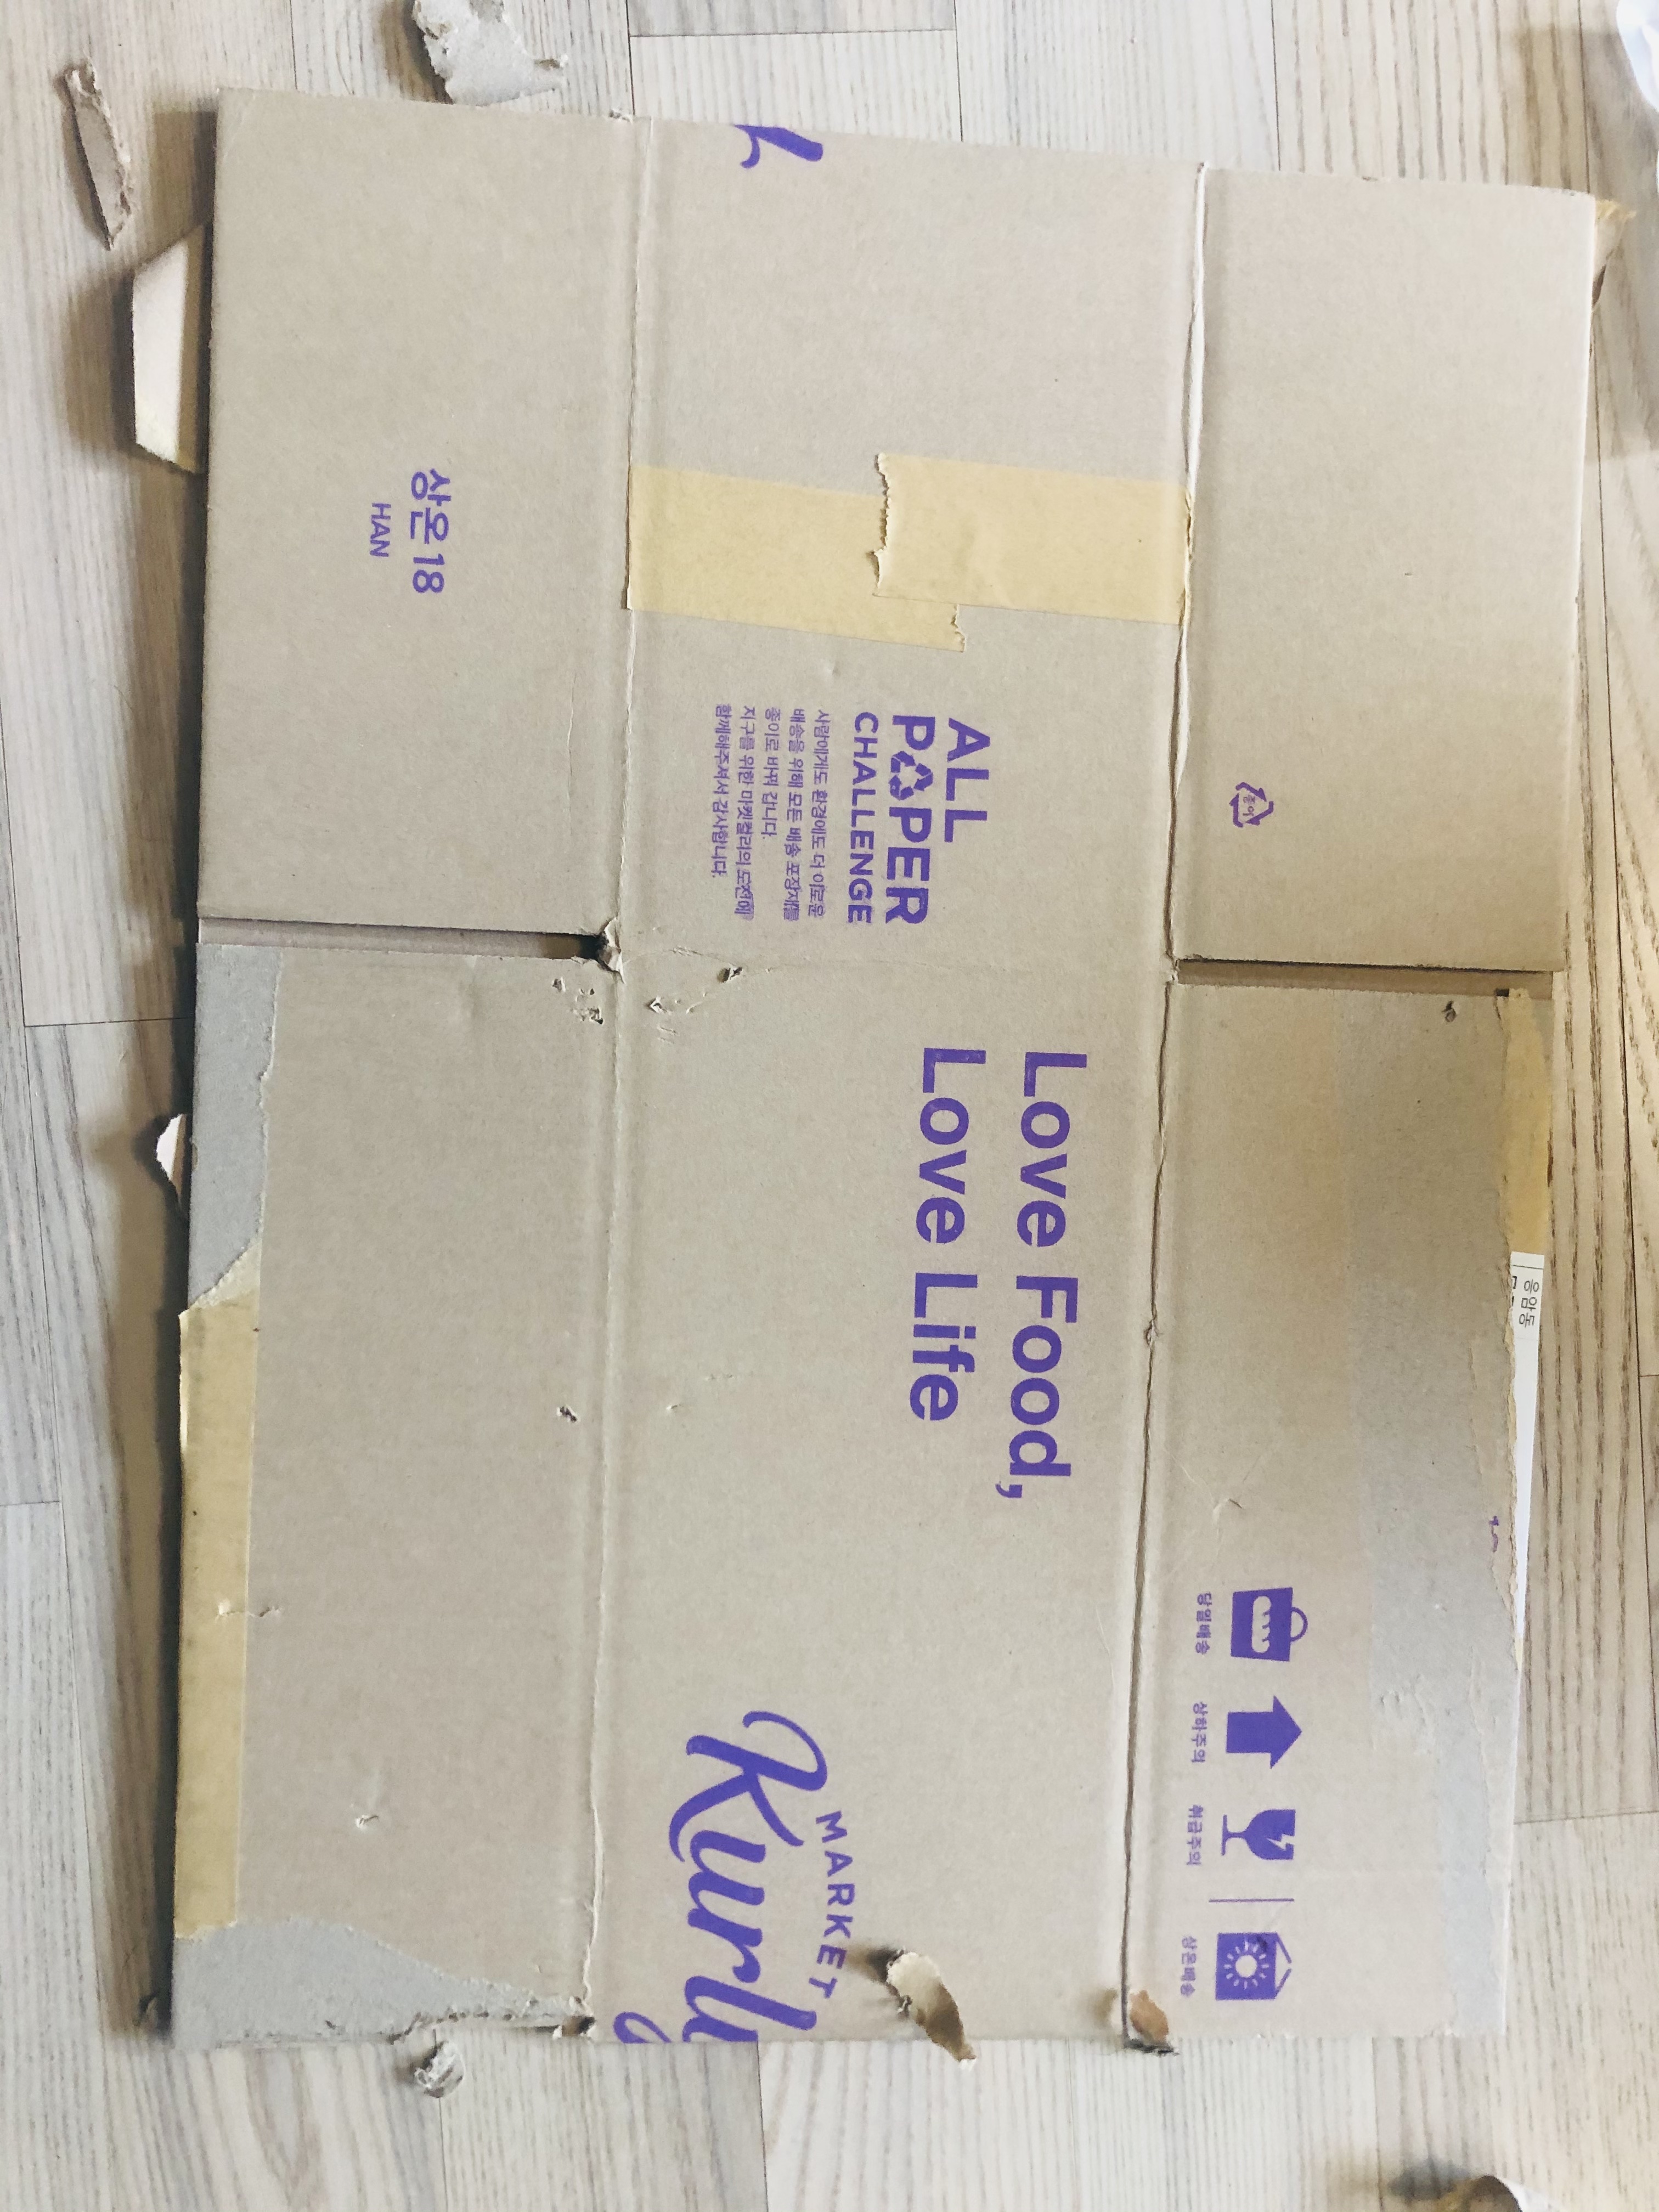 상온 18
HAN
ALL
PAPER
CHALLENGE
사람에게도 환경에도 더 이로운
배송을 위해 모든 배송 포장재를
종이로 바꿔 갑니다.
지구를 위한 마켓컬리의 도전에
함께해주셔서 감사합니다.
Love Food,
Love Life
MARKET
Kurly
종이
당일배송
상하주의
취급주의
상온배송
응암동